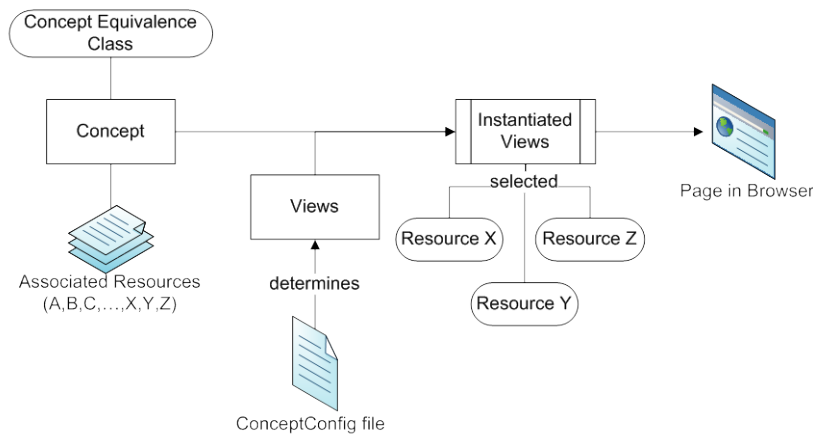 Concept Equivalence
Class
Concept
Associated Resources
(A,B,C,...,X,Y,Z)
Views
determines
ConceptConfig file
Instantiated
Views
selected
Resource X
Resource Z
Resource Y
Page in Browser